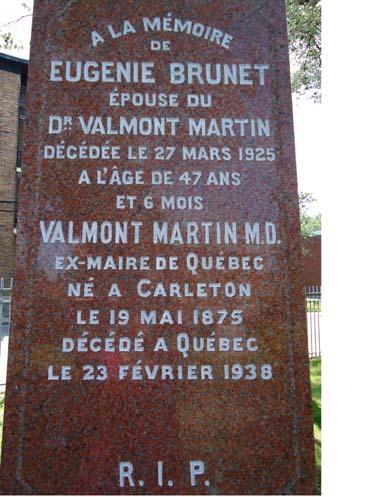 A LA MÉMOIRE
DE
EUGENIE BRUNET
ÉPOUSE DU
DR VALMONT MARTIN
DÉCÉDÉE LE 27 MARS 1925
A L'ÂGE DE 47 ANS
ET 6 MOIS
VALMONT MARTIN M.D.
EX-MAIRE DE QUÉBEC
NÉ A CARLETON
LE 19 MAI 1875
DÉCÉDÉ A QUÉBEC
LE 23 FÉVRIER 1938
R. I. P.